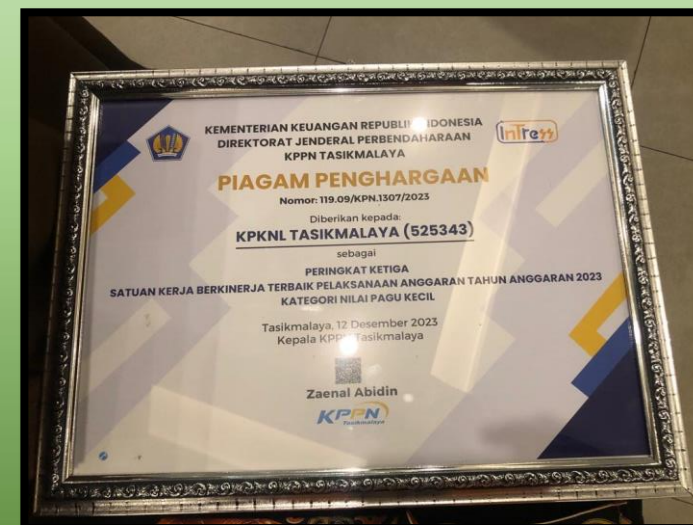 KEMENTERIAN KEUANGAN REPUBLIK INDONESIA
DIREKTORAT JENDERAL PERBENDAHARAAN
KPPN TASIKMALAYA
InTress
PIAGAM PENGHARGAAN
Nomor: 119.09/KPN.1307/2023
Diberikan kepada:
KPKNL TASIKMALAYA (525343)
sebagai
PERINGKAT KETIGA
SATUAN KERJA BERKINERJA TERBAIK PELAKSANAAN ANGGARAN TAHUN ANGGARAN 2023
KATEGORI NILAI PAGU KECIL
Tasikmalaya, 12 Desember 2023
Kepala KPPN Tasikmalaya
Zaenal Abidin
KPPN
Tasikmalaya